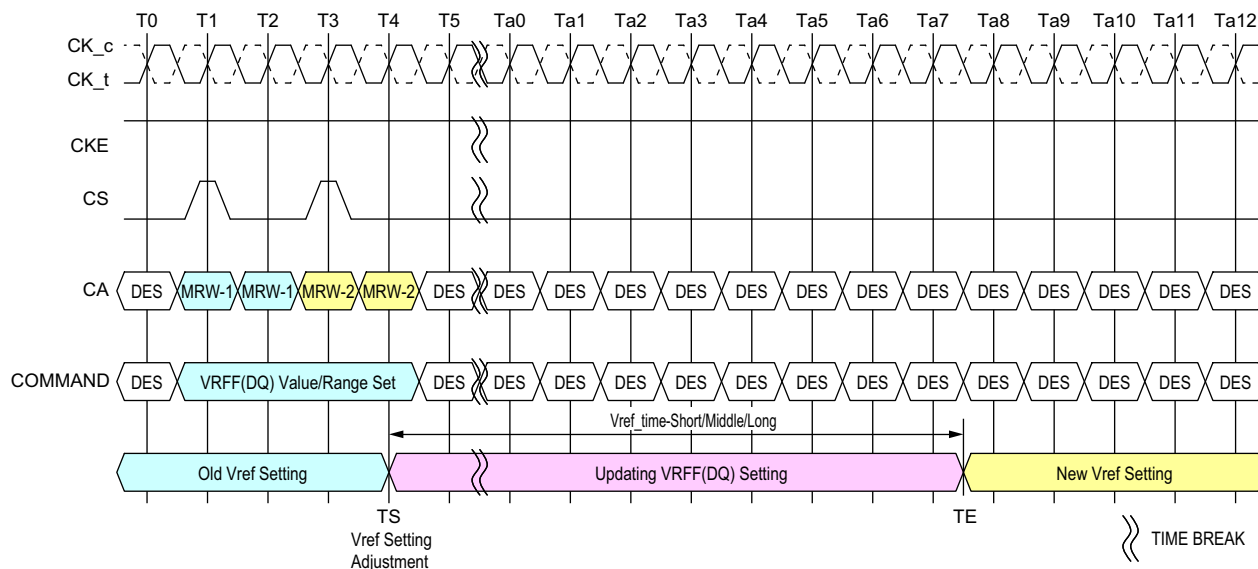 T0 T1 T2 T3 T4 T5 Ta0 Ta1 Ta2 Ta3 Ta4 Ta5 Ta6 Ta7 Ta8 Ta9 Ta10 Ta11 Ta12
CK_c
CK_t
CKE
CS
CA DES MRW-1 MRW-1 MRW-2 MRW-2 DES DES DES DES DES DES DES DES DES DES DES DES DES DES
COMMAND DES VRFF(DQ) Value/Range Set DES DES DES DES DES DES DES DES DES DES DES DES DES DES
Vref_time-Short/Middle/Long
Old Vref Setting Updating VRFF(DQ) Setting New Vref Setting
TS TE
Vref Setting
Adjustment
TIME BREAK